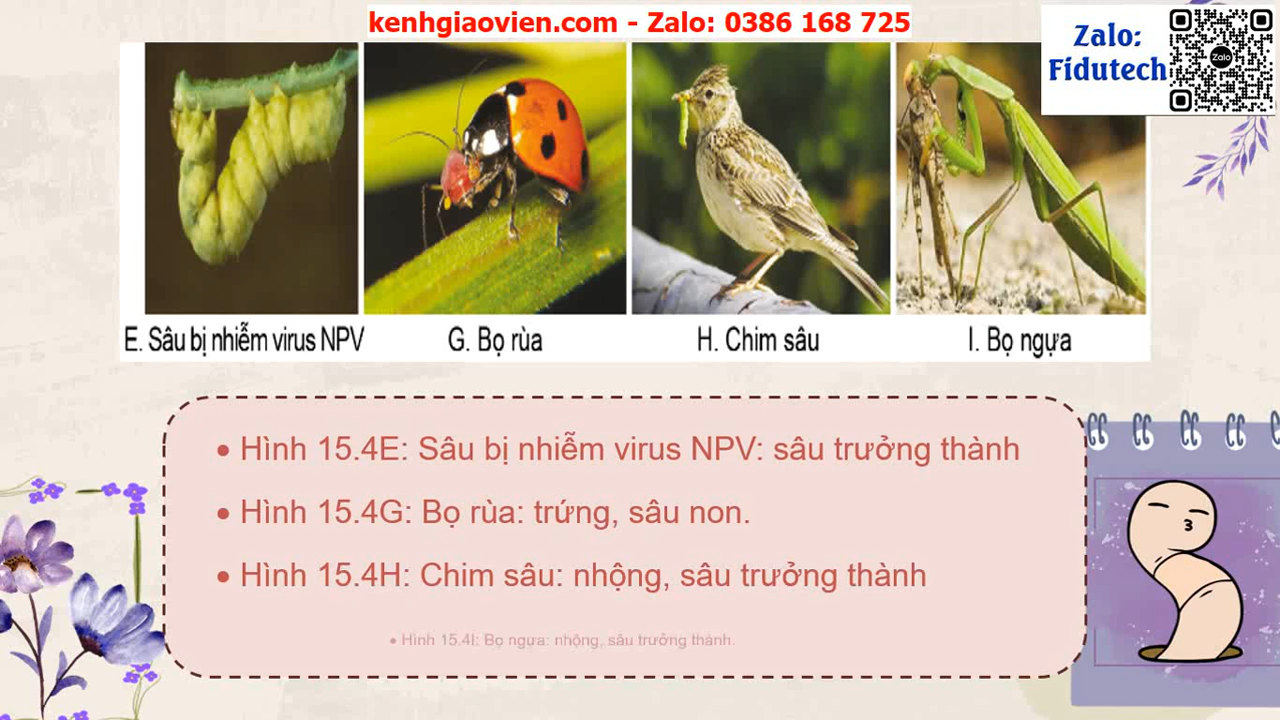 kenhgiaovien.com - Zalo: 0386 168 725
Zalo:
Fidutech
Zalo
E. Sâu bị nhiễm virus NPV
G. Bọ rùa
H. Chim sâu
I. Bọ ngựa
• Hình 15.4E: Sâu bị nhiễm virus NPV: sâu trưởng thành
• Hình 15.4G: Bọ rùa: trứng, sâu non.
• Hình 15.4H: Chim sâu: nhộng, sâu trưởng thành
• Hình 15.4I: Bọ ngựa: nhộng, sâu trưởng thành.